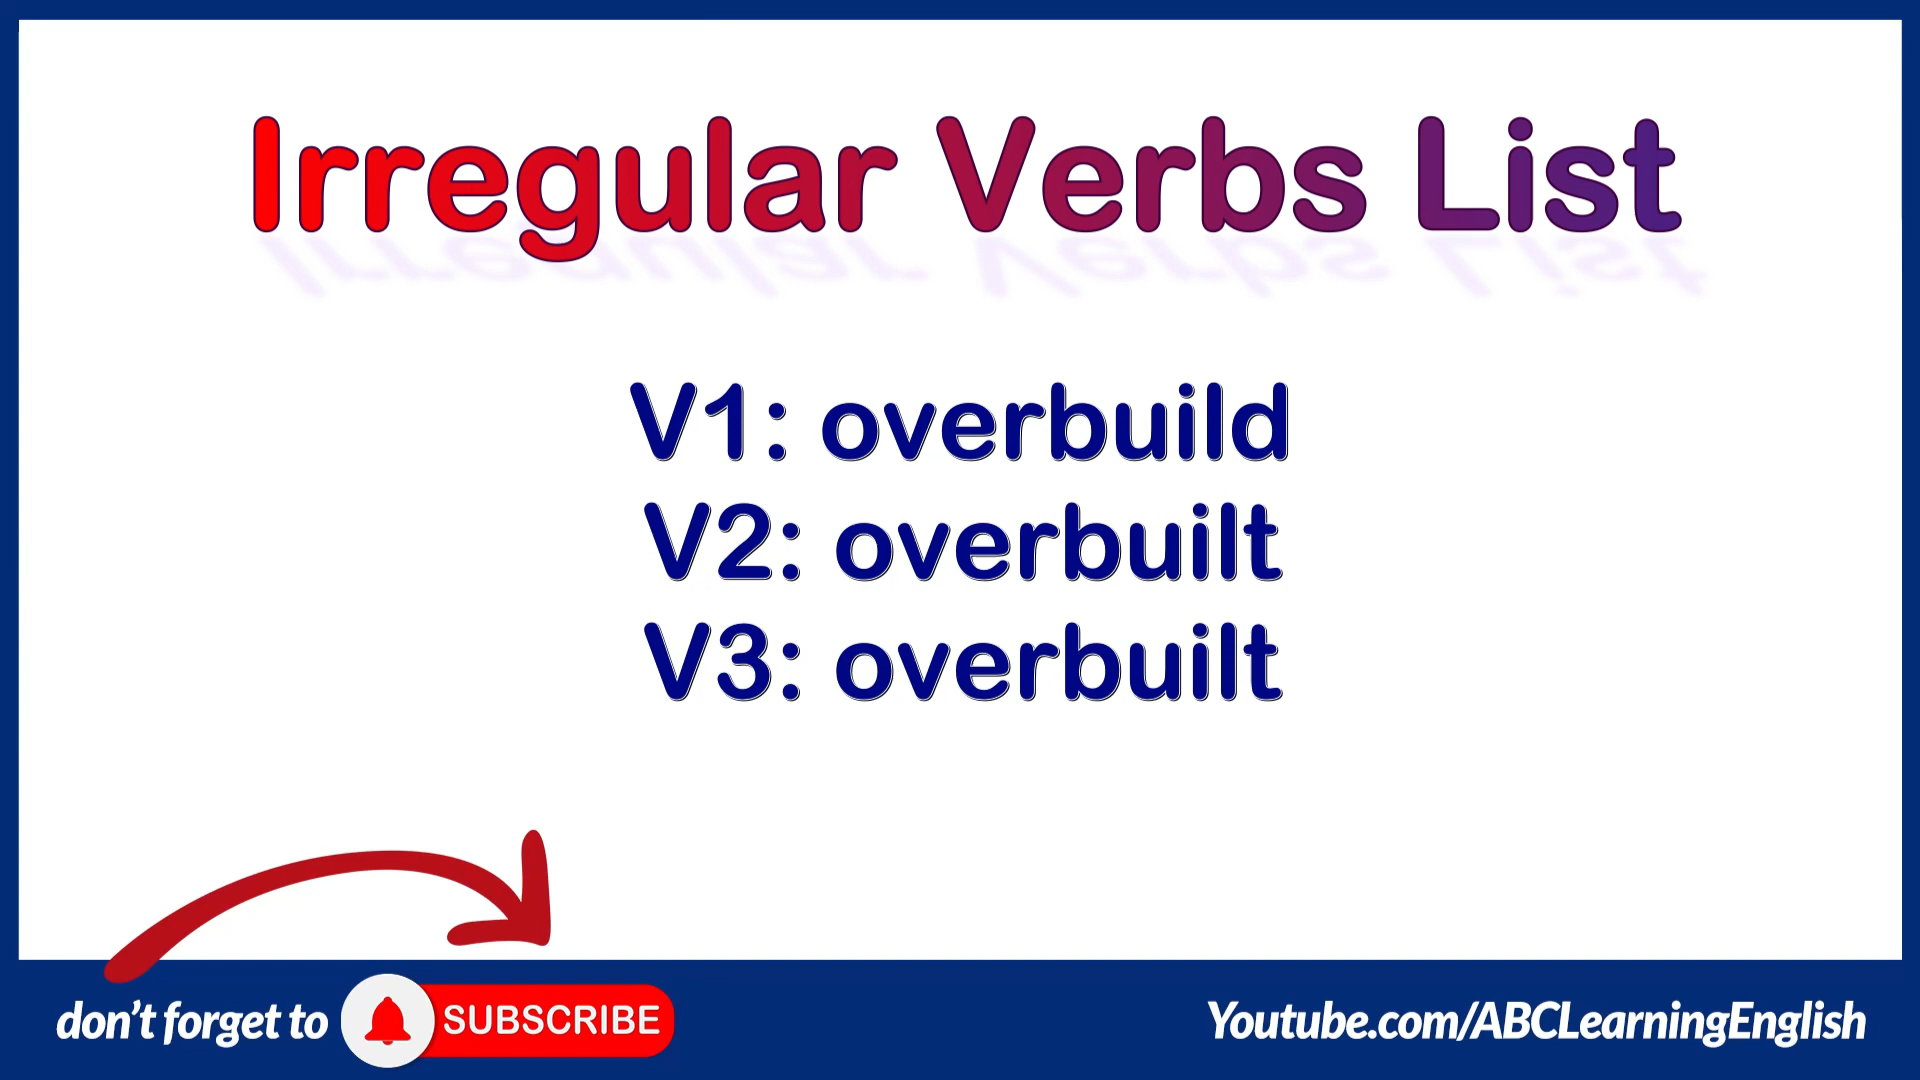 Irregular Verbs List
V1: overbuild
V2: overbuilt
V3: overbuilt
don't forget to SUBSCRIBE
Youtube.com/ABCLearningEnglish